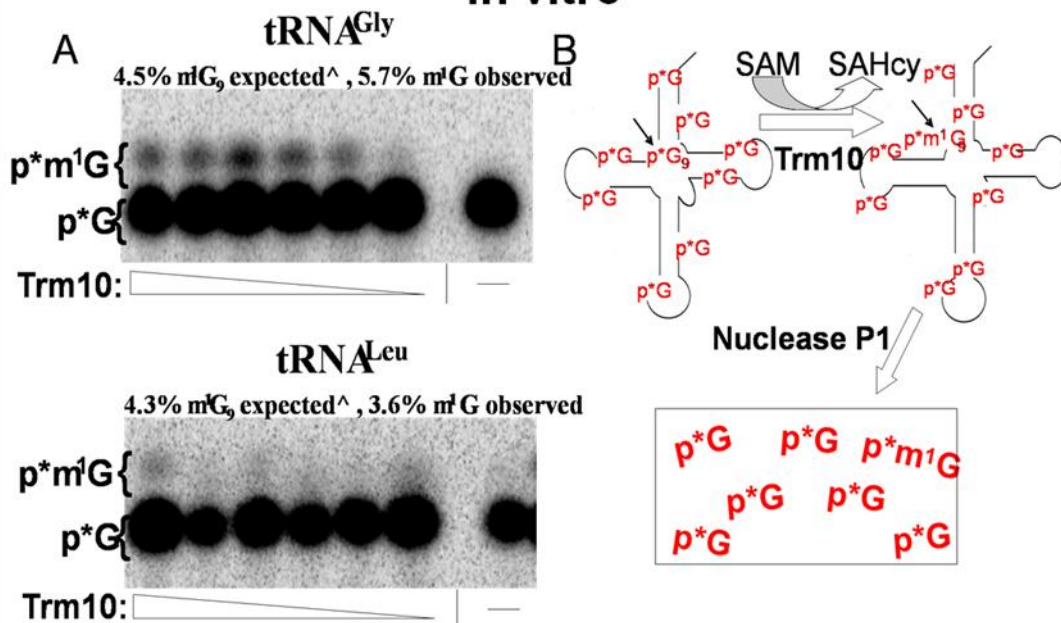 in vitro
A
tRNA^Gly
4.5% m¹G₉ expected^ , 5.7% m¹G observed
p*m¹G{
p*G{
Trm10: —
tRNA^Leu
4.3% m¹G₉ expected^ , 3.6% m¹G observed
p*m¹G{
p*G{
Trm10: —
B
SAM SAHcy
Trm10
p*G
p*G
p*G p*G₉ p*G
p*G p*G
p*G
p*G
p*G
p*G
p*G p*m¹G₉ p*G
p*G p*G
p*G
p*G
Nuclease P1
p*G p*G p*m¹G
p*G p*G
p*G p*G